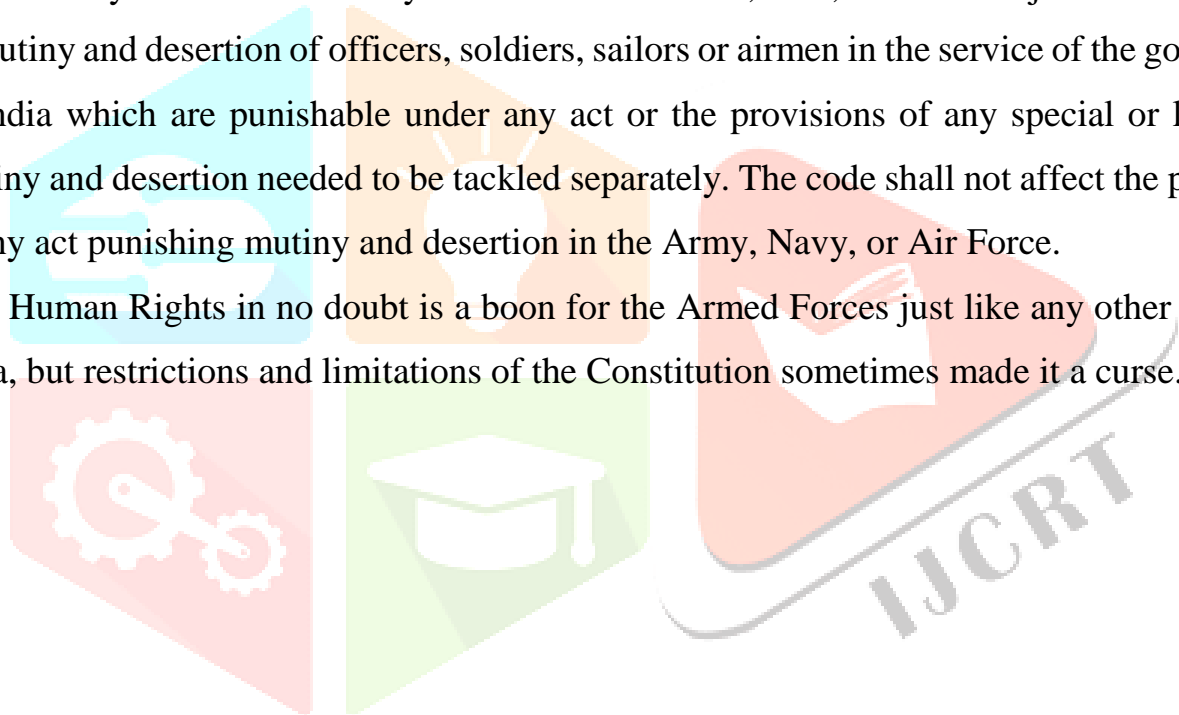 utiny and desertion of officers, soldiers, sailors or airmen in the service of the go
ndia which are punishable under any act or the provisions of any special or l
iny and desertion needed to be tackled separately. The code shall not affect the p
ny act punishing mutiny and desertion in the Army, Navy, or Air Force.
Human Rights in no doubt is a boon for the Armed Forces just like any other
a, but restrictions and limitations of the Constitution sometimes made it a curse.
IJCRT